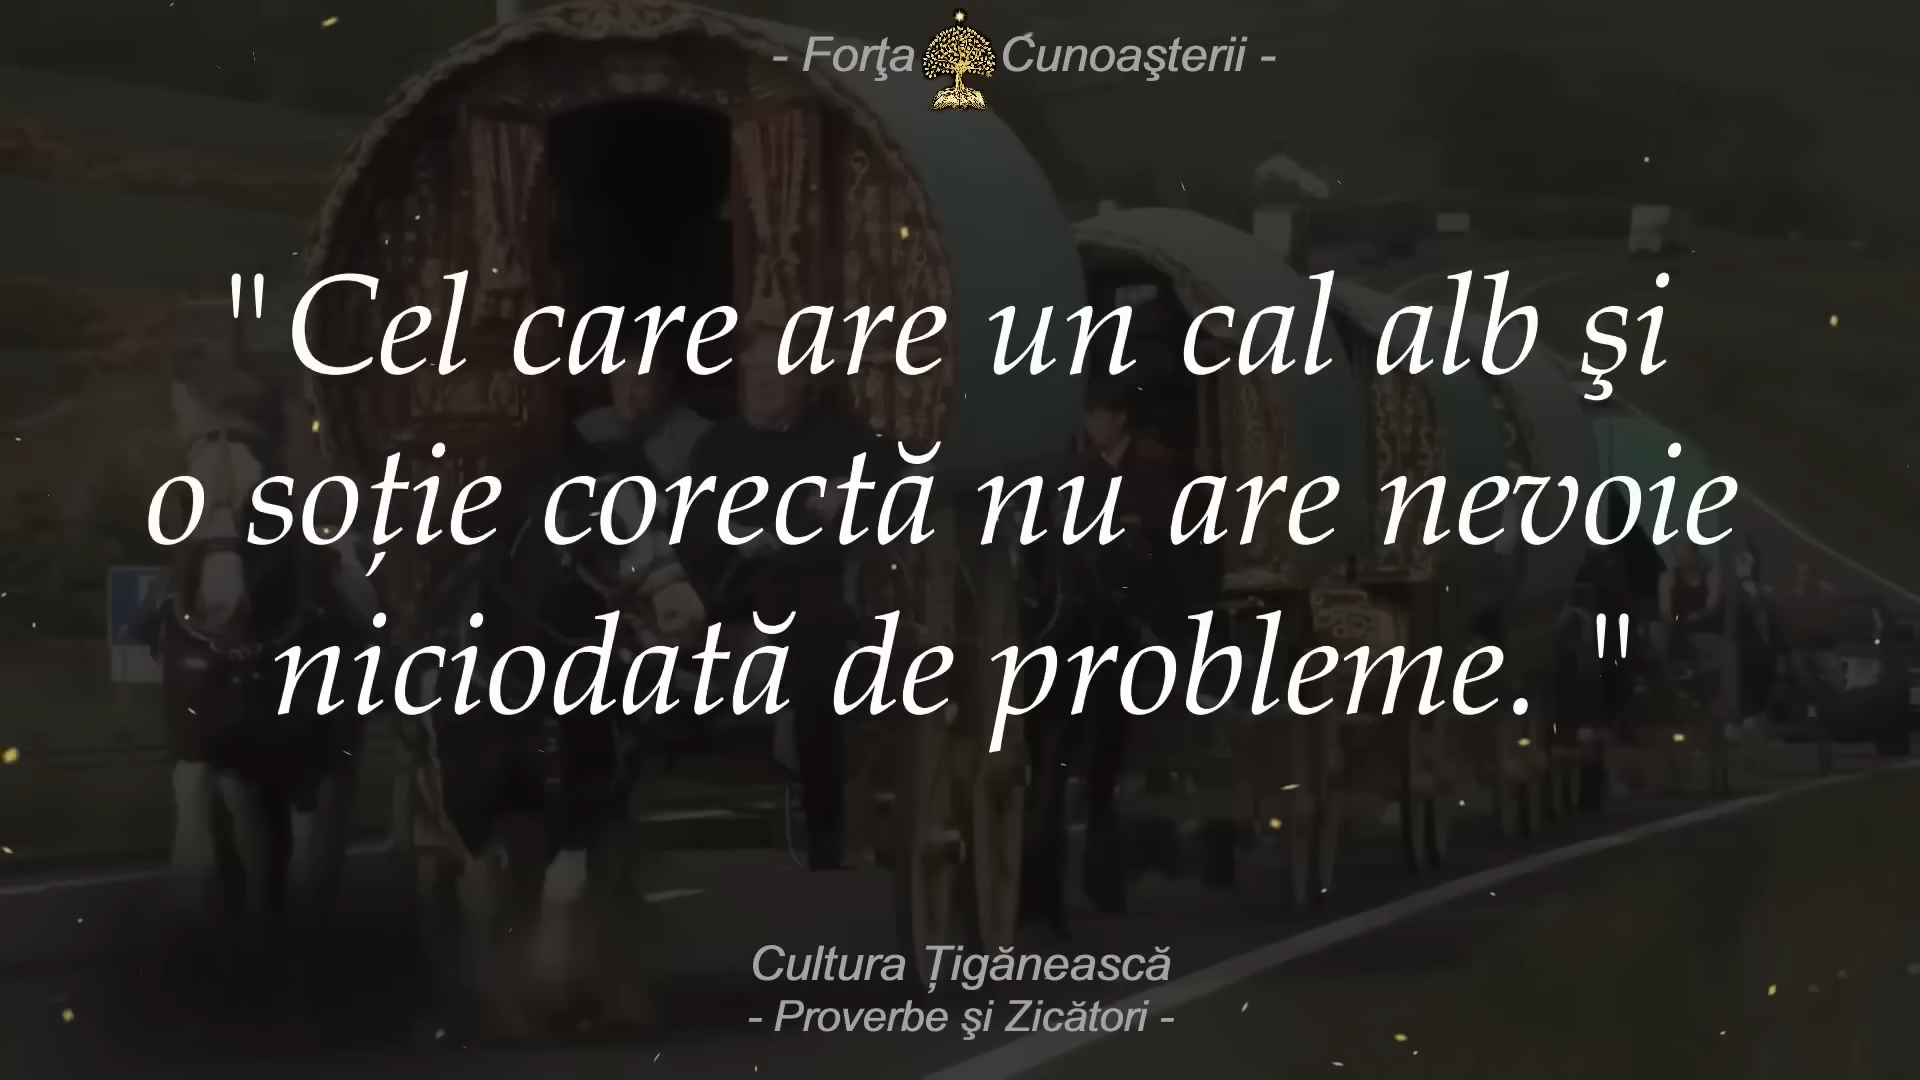 - Forţa Cunoaşterii -
"Cel care are un cal alb şi
o soție corectă nu are nevoie
niciodată de probleme. "
Cultura Țigănească
- Proverbe şi Zicători -